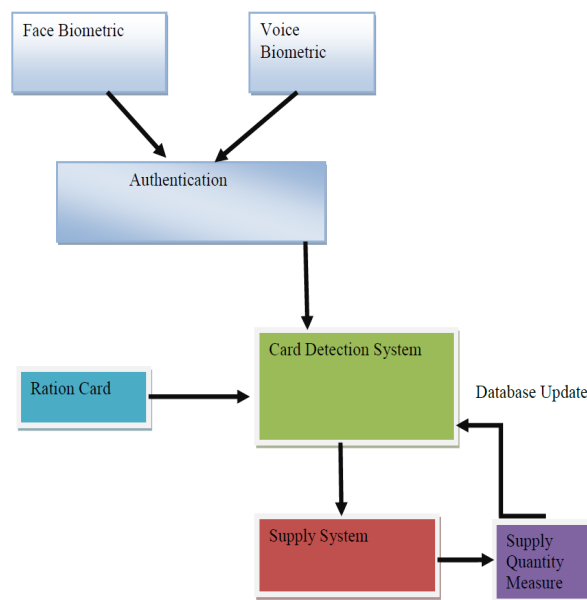 Face Biometric
Voice
Biometric
Authentication
Card Detection System
Ration Card
Database Update
Supply System
Supply
Quantity
Measure